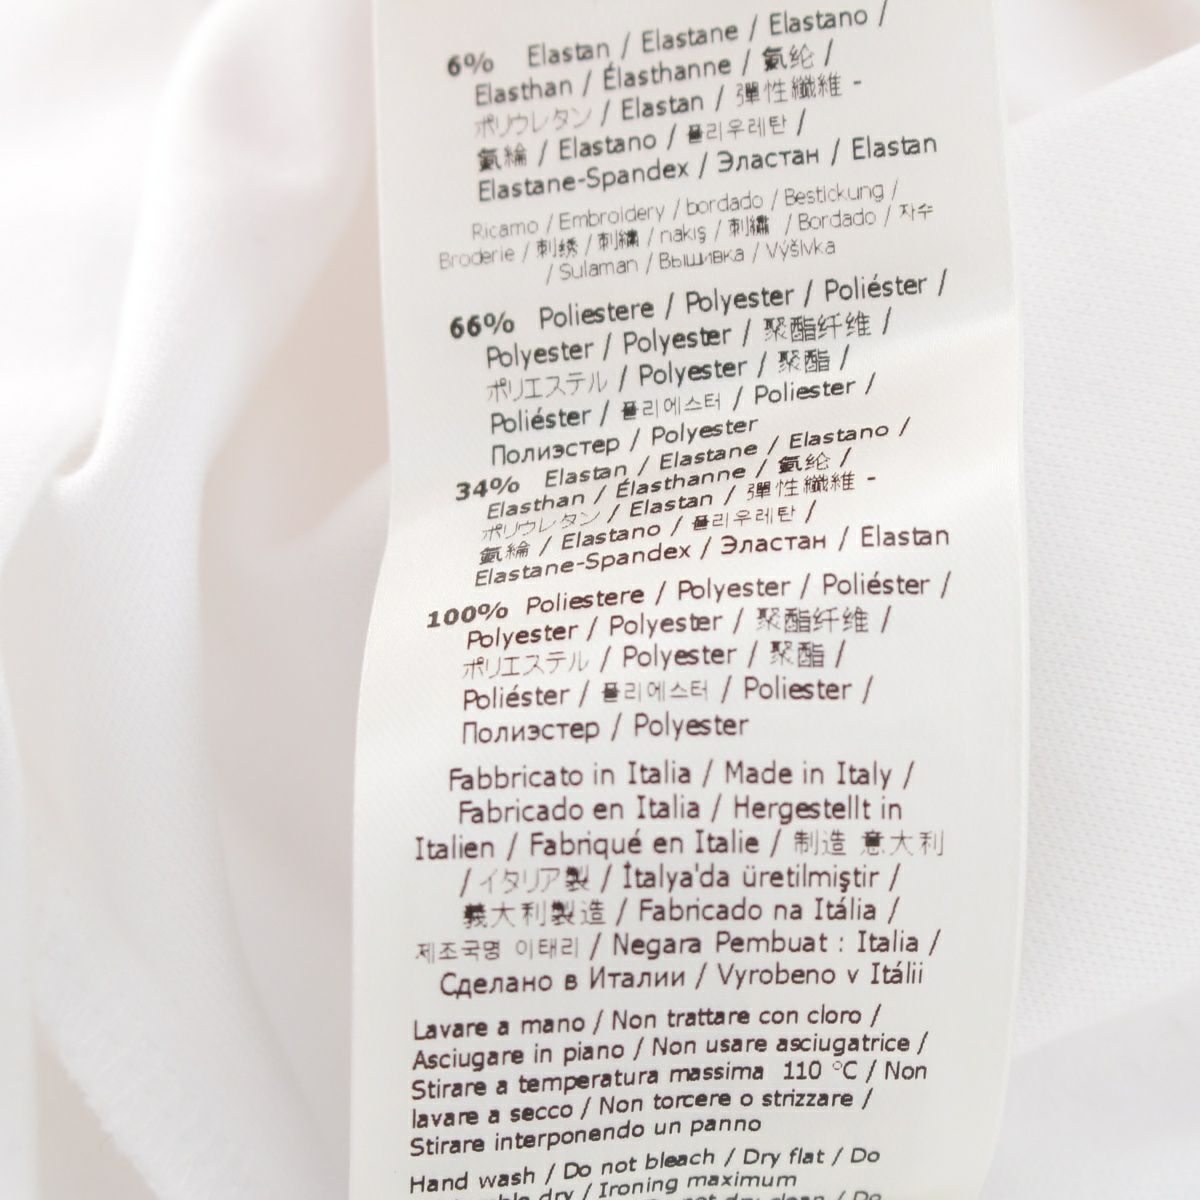 6% Elastan / Elastane / Elastano /
Elasthan / Élasthanne / 氨纶 /
ポリウレタン / Elastan / 彈性纖維 -
氨綸 / Elastano / 폴리우레탄 /
Elastane-Spandex / Эластан / Elastan
Ricamo / Embroidery / bordado / Bestickung /
Broderie / 刺绣 / 刺繍 / nakış / 刺繡 / Bordado / 자수
/ Sulaman / Вышивка / Výšivka
66% Poliestere / Polyester / Poliéster /
Polyester / Polyester / 聚酯纤维 /
ポリエステル / Polyester / 聚酯 /
Poliéster / 폴리에스터 / Poliester /
Полиэстер / Polyester
34% Elastan / Elastane / Elastano /
Elasthan / Élasthanne / 氨纶 /
ポリウレタン / Elastan / 彈性纖維 -
氨綸 / Elastano / 폴리우레탄 /
Elastane-Spandex / Эластан / Elastan
100% Poliestere / Polyester / Poliéster /
Polyester / Polyester / 聚酯纤维 /
ポリエステル / Polyester / 聚酯 /
Poliéster / 폴리에스터 / Poliester /
Полиэстер / Polyester
Fabbricato in Italia / Made in Italy /
Fabricado en Italia / Hergestellt in
Italien / Fabriqué en Italie / 制造 意大利
/ イタリア製 / İtalya'da üretilmiştir /
義大利製造 / Fabricado na Itália /
제조국명 이태리 / Negara Pembuat : Italia /
Сделано в Италии / Vyrobeno v Itálii
Lavare a mano / Non trattare con cloro /
Asciugare in piano / Non usare asciugatrice /
Stirare a temperatura massima 110 °C / Non
lavare a secco / Non torcere o strizzare /
Stirare interponendo un panno
Hand wash / Do not bleach / Dry flat / Do
dry / Ironing maximum
not dry clean / Do